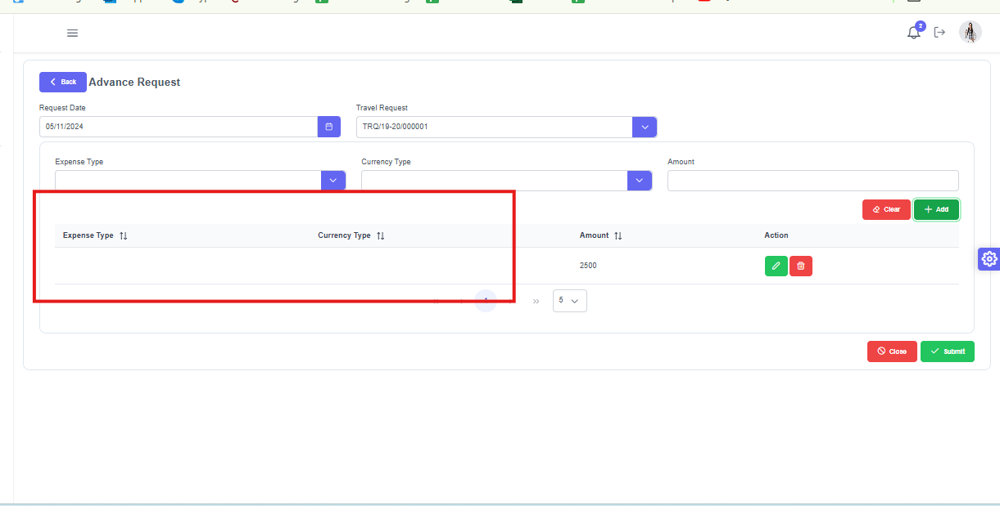 2
Back Advance Request
Request Date Travel Request
05/11/2024 TRQ/19-20/000001
Expense Type Currency Type Amount
Clear Add
Expense Type Currency Type Amount Action
2500
1 5
Close Submit